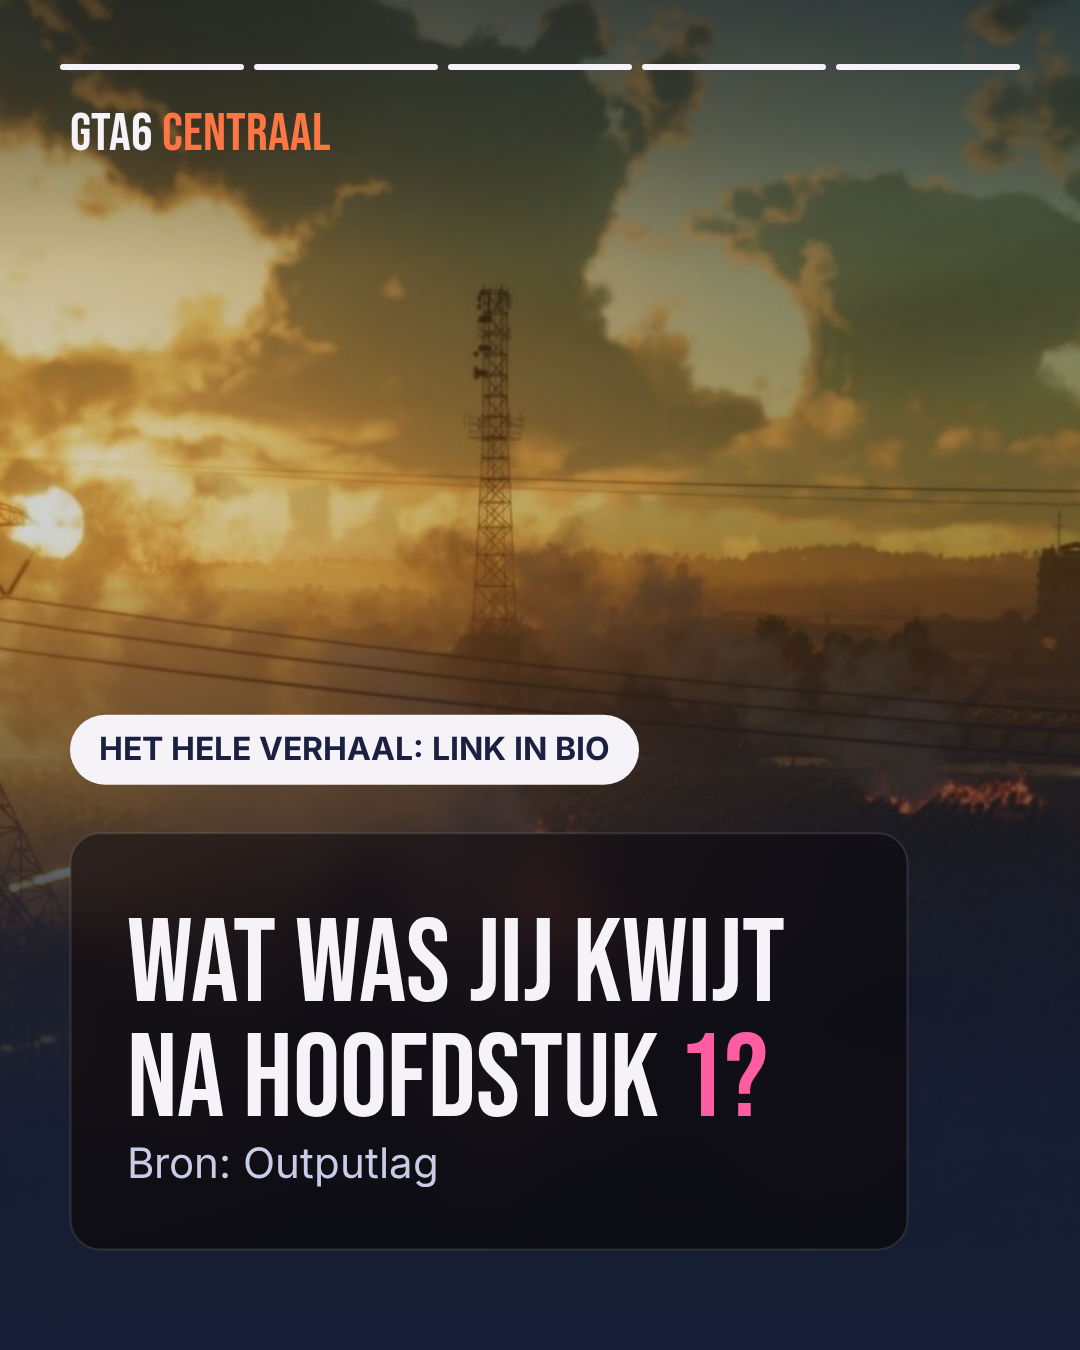 GTA6 CENTRAAL
HET HELE VERHAAL: LINK IN BIO
WAT WAS JIJ KWIJT
NA HOOFDSTUK 1?
Bron: Outputlag